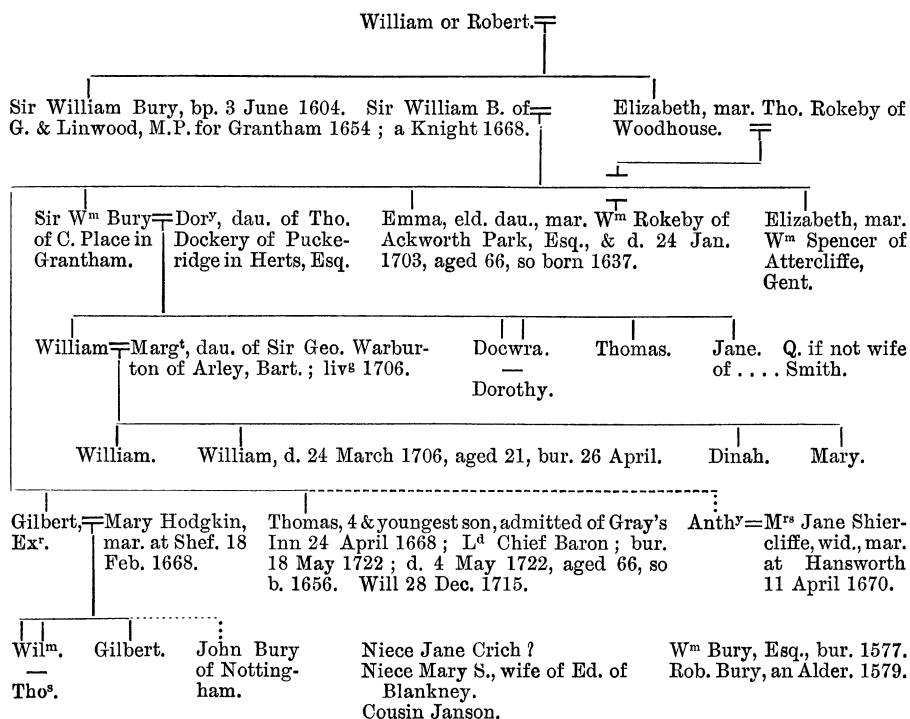 William or Robert.
Sir William Bury, bp. 3 June 1604. Sir William B. of
G. & Linwood, M.P. for Grantham 1654 ; a Knight 1668.
Elizabeth, mar. Tho. Rokeby of
Woodhouse.
Sir Wᵐ Bury
of C. Place in
Grantham.
Dorʸ, dau. of Tho.
Dockery of Pucke-
ridge in Herts, Esq.
Emma, eld. dau., mar. Wᵐ Rokeby of
Ackworth Park, Esq., & d. 24 Jan.
1703, aged 66, so born 1637.
Elizabeth, mar.
Wᵐ Spencer of
Attercliffe,
Gent.
William
Margᵗ, dau. of Sir Geo. Warbur-
ton of Arley, Bart. ; livᵍ 1706.
Docwra.
—
Dorothy.
Thomas.
Jane. Q. if not wife
of . . . . Smith.
William.
William, d. 24 March 1706, aged 21, bur. 26 April.
Dinah.
Mary.
Gilbert,
Exʳ.
Mary Hodgkin,
mar. at Shef. 18
Feb. 1668.
Thomas, 4 & youngest son, admitted of Gray's
Inn 24 April 1668 ; Lᵈ Chief Baron ; bur.
18 May 1722 ; d. 4 May 1722, aged 66, so
b. 1656. Will 28 Dec. 1715.
Anthʸ=Mʳˢ Jane Shier-
cliffe, wid., mar.
at Hansworth
11 April 1670.
Wilᵐ.
—
Thoˢ.
Gilbert.
John Bury
of Notting-
ham.
Niece Jane Crich ?
Niece Mary S., wife of Ed. of
Blankney.
Cousin Janson.
Wᵐ Bury, Esq., bur. 1577.
Rob. Bury, an Alder. 1579.